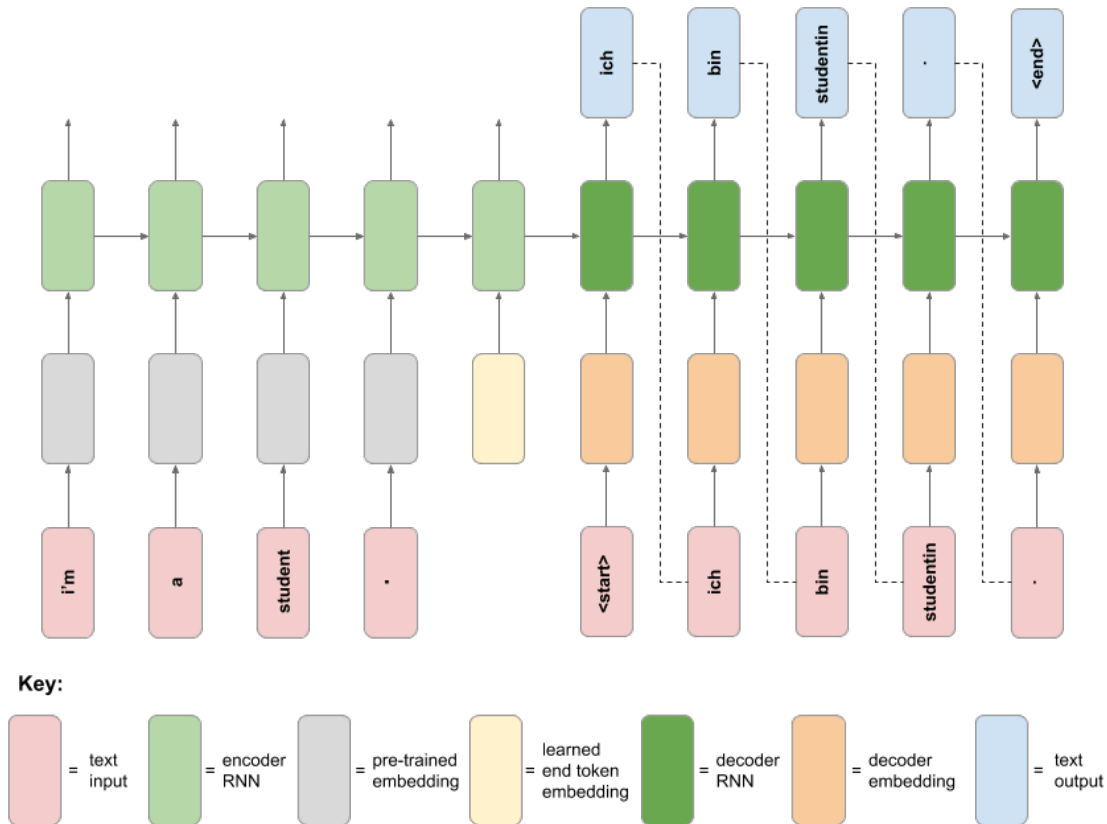 ich
bin
studentin
.
<end>
i'm
a
student
.
<start>
ich
bin
studentin
.
Key:
= text
input
= encoder
RNN
= pre-trained
embedding
= learned
end token
embedding
= decoder
RNN
= decoder
embedding
= text
output